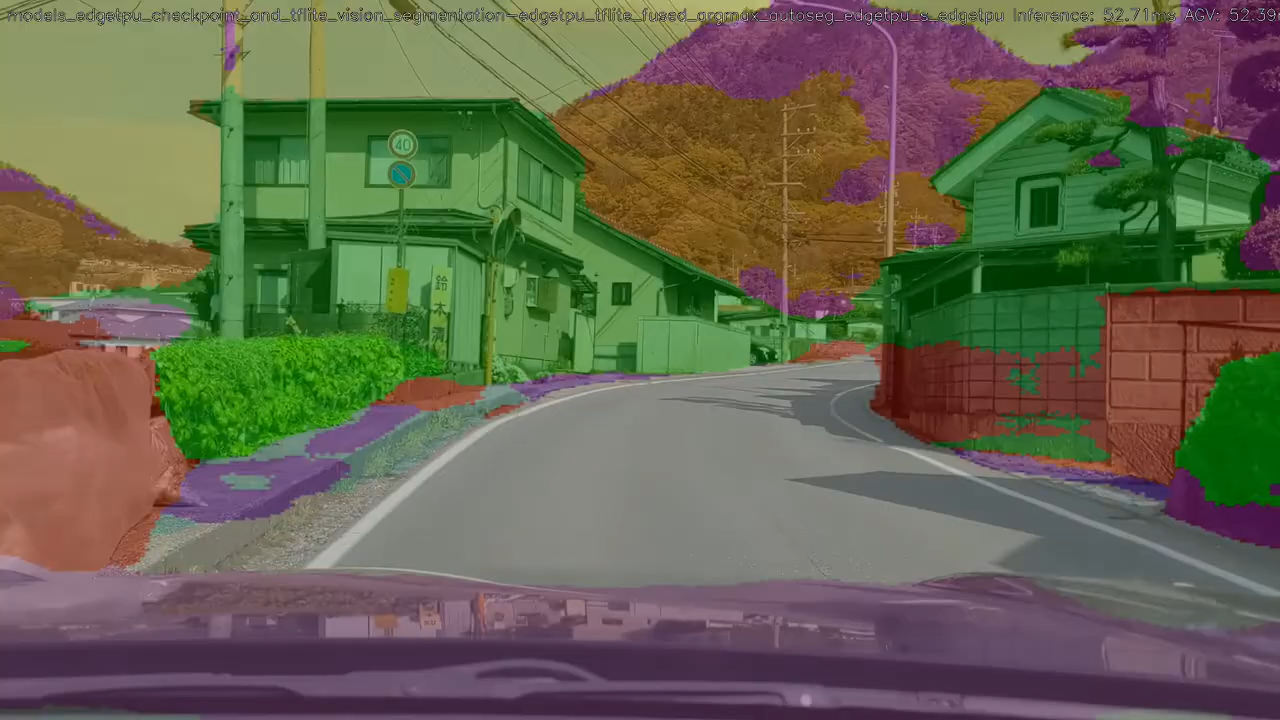 models_edgetpu_checkpoint_and_tflite_vision_segmentation-edgetpu_tflite_fused_argmax_autoseg_edgetpu_s_edgetpu Inference: 52.71ms AGV: 52.39
40
鈴木